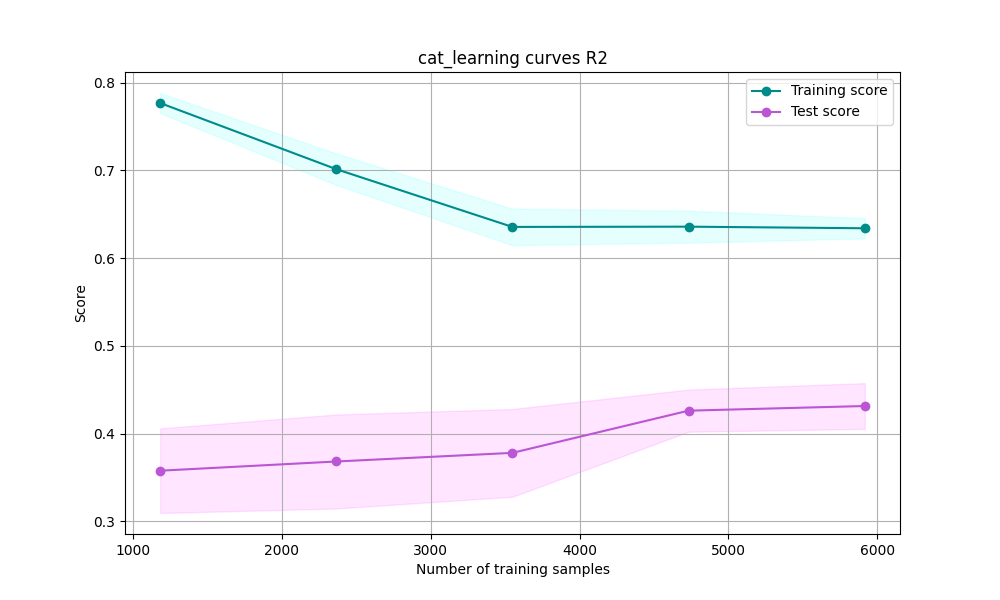 cat_learning curves R2
Training score
Test score
Score
0.8
0.7
0.6
0.5
0.4
0.3
1000 2000 3000 4000 5000 6000
Number of training samples